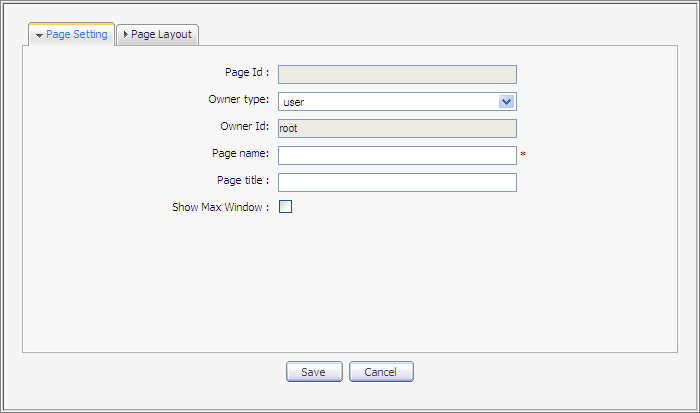 Page Setting Page Layout
Page Id :
Owner type: user
Owner Id: root
Page name: *
Page title :
Show Max Window :
Save Cancel